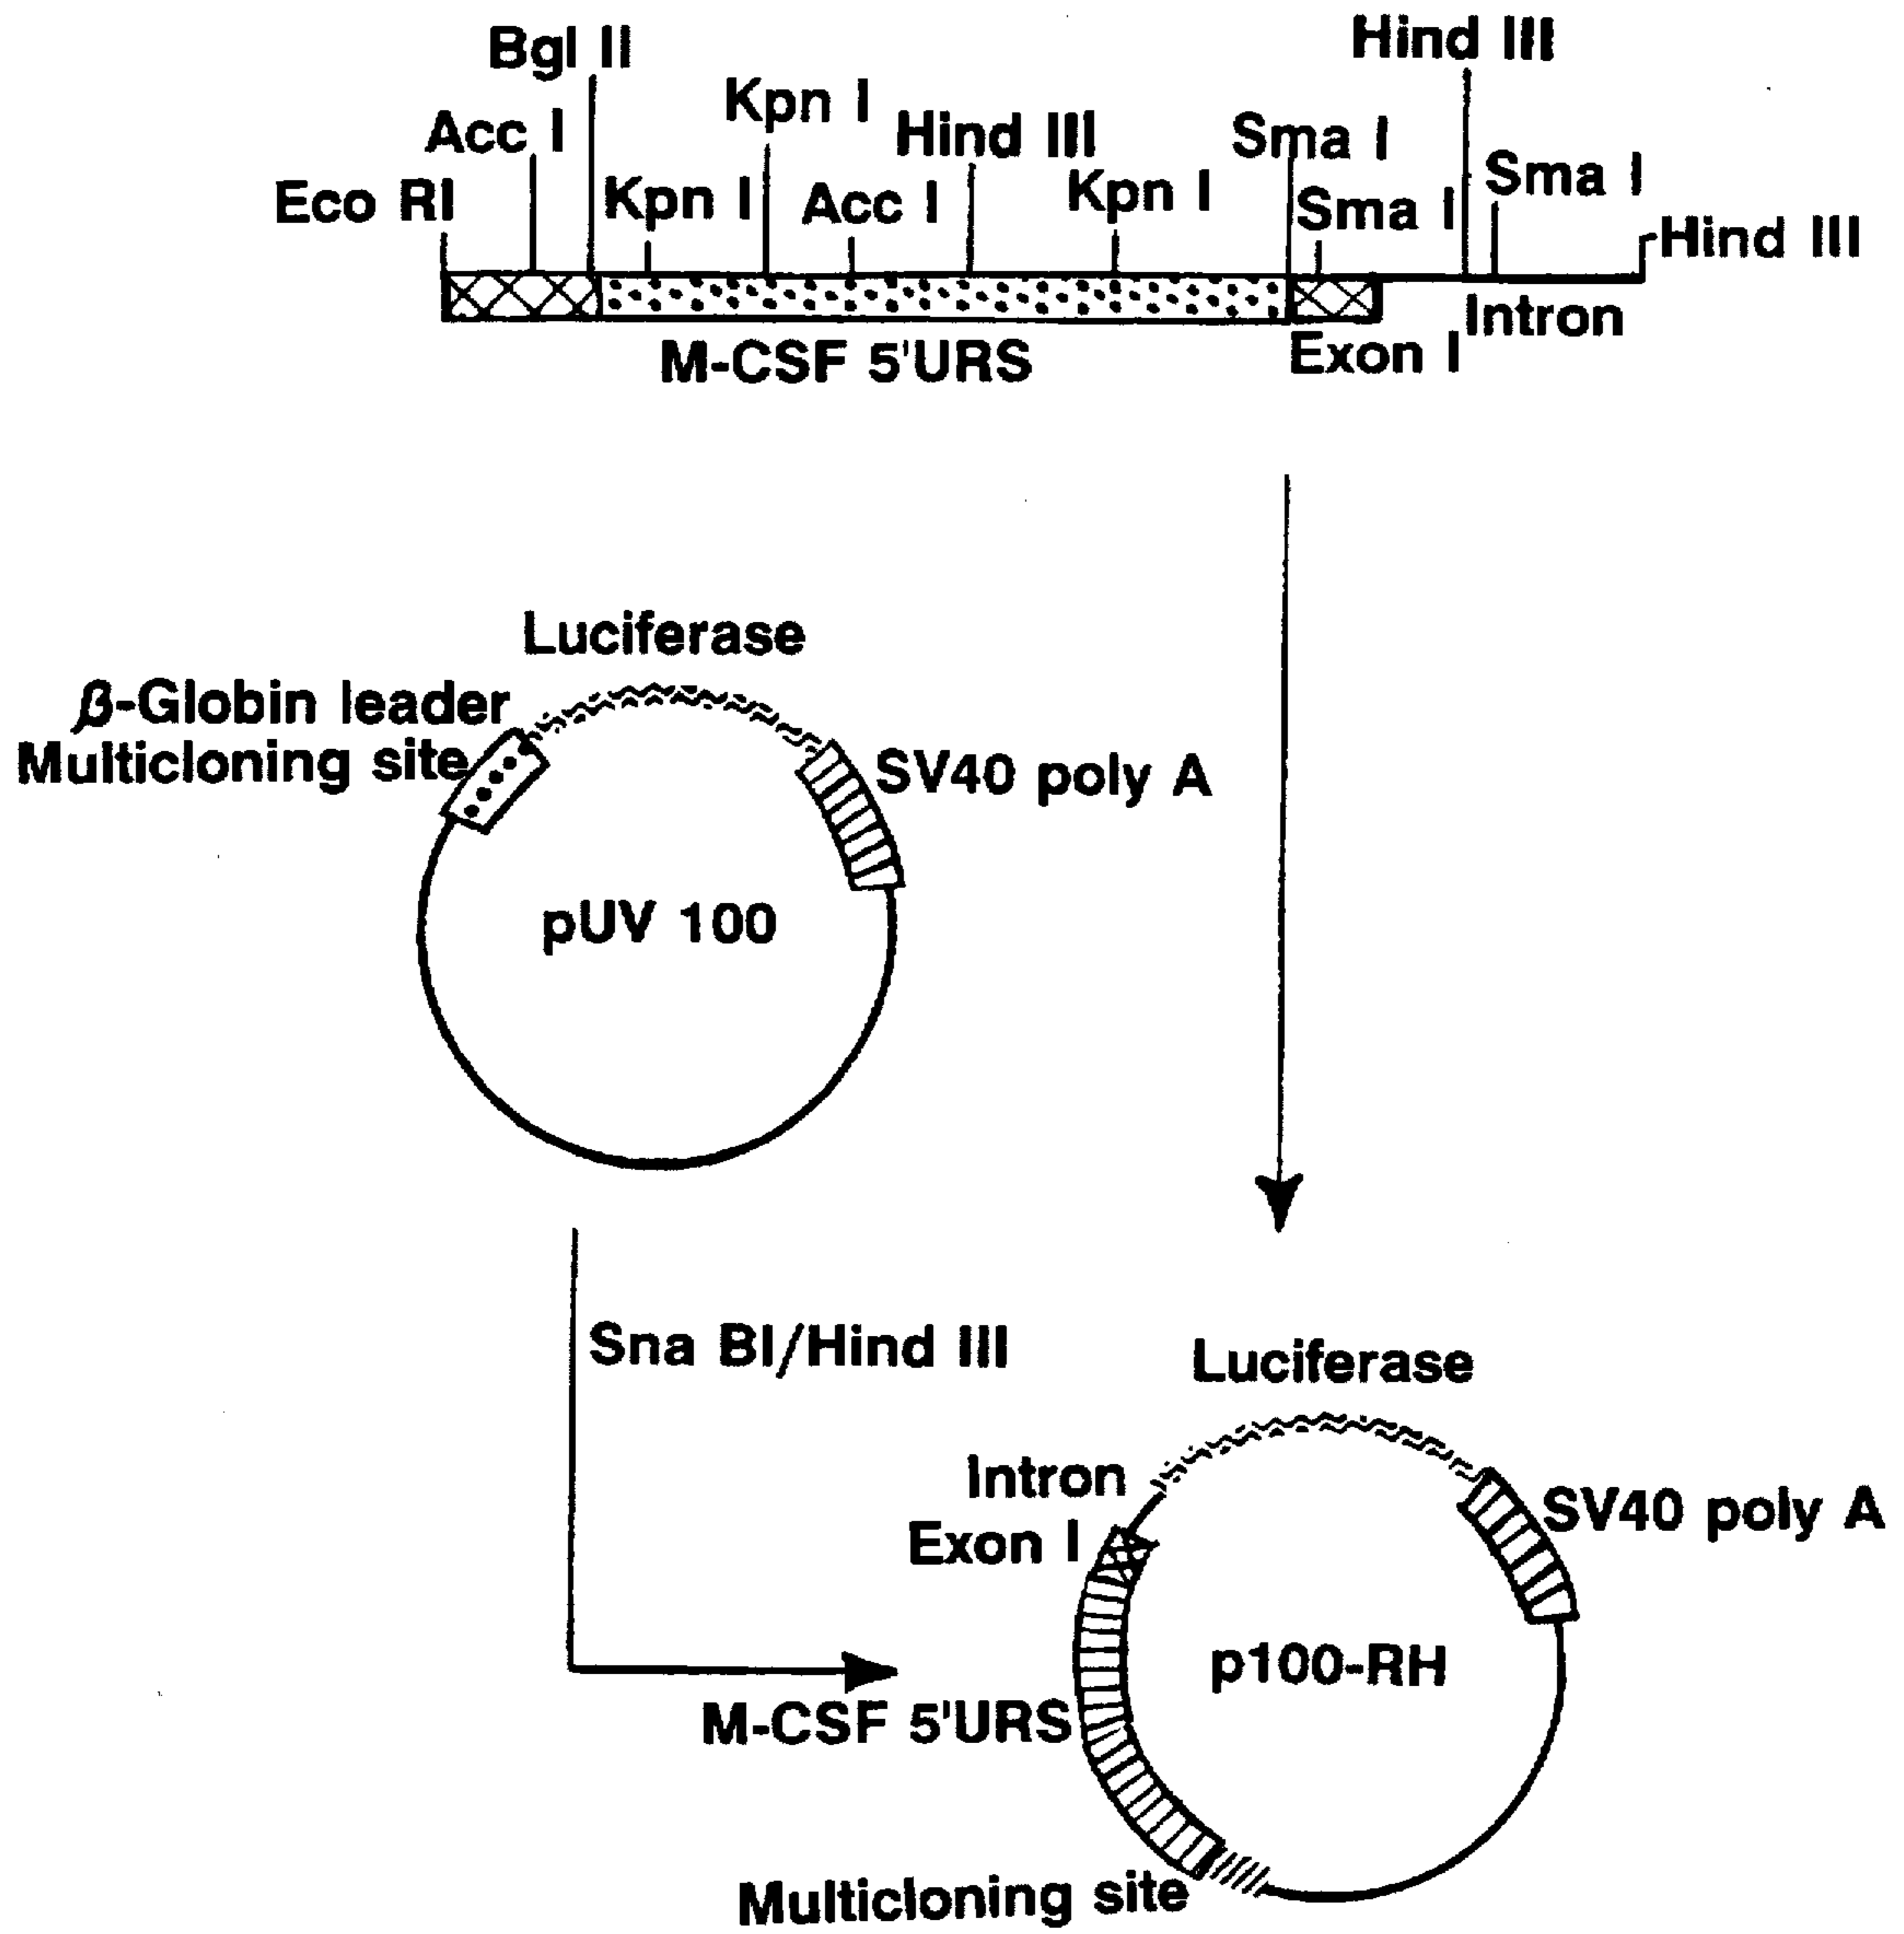 Bgl II
Hind III
Kpn I
Acc I
Hind III
Sma I
Sma I
Eco RI
Kpn I
Acc I
Kpn I
Sma I
Hind III
M-CSF 5'URS
Exon I
Intron
Luciferase
β-Globin leader
Multicloning site
SV40 poly A
pUV 100
Sna BI/Hind III
Luciferase
Intron
Exon I
SV40 poly A
p100-RH
M-CSF 5'URS
Multicloning site